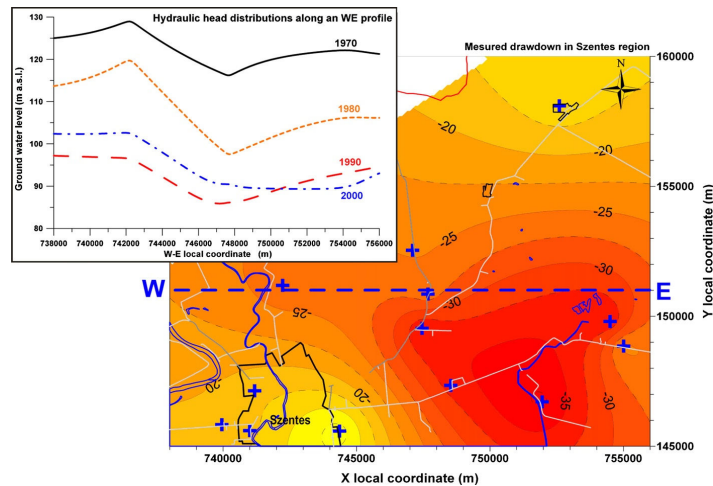 Hydraulic head distributions along an WE profile
130
120
110
100
90
80
Ground water level (m a.s.l.)
1970
1980
1990
2000
738000 740000 742000 744000 746000 748000 750000 752000 754000 756000
W-E local coordinate (m)
Mesured drawdown in Szentes region
N
160000
155000
150000
145000
Y local coordinate (m)
-20
-20
-25
-25
-30
-30
-25
-20
-20
-35
-30
-25
W
E
Szentes
740000 745000 750000 755000
X local coordinate (m)